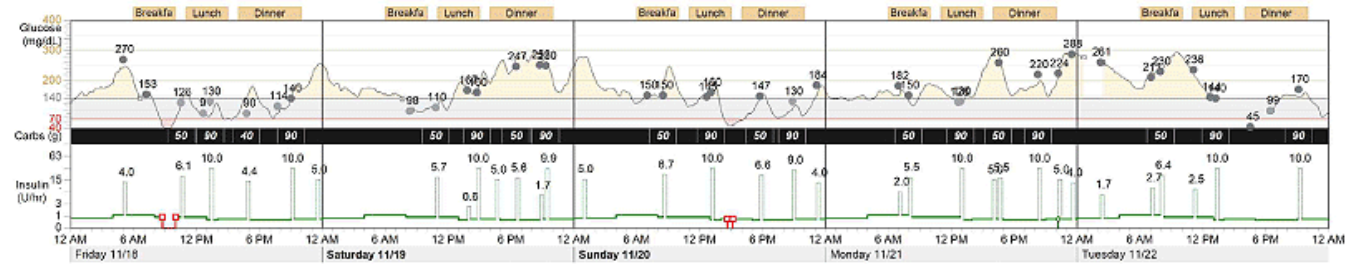 Breakfa Lunch Dinner Breakfa Lunch Dinner Breakfa Lunch Dinner Breakfa Lunch Dinner Breakfa Lunch Dinner
400
Glucose
(mg/dL)
300
200
140
70
270 153 128 130 90 114 140
98 110 247 250
150 150 147 130 184
182 150 260 220 224 288
261 230 236 140 45 99 170
Carbs (g) 50 90 40 90 50 90 50 90 50 90 50 90 50 90 50 90 50 90 90
63
Insulin 15
(U/hr)
3
1
0
4.0 6.1 10.0 4.4 10.0 5.0
5.7 0.6 10.0 5.0 5.6 1.7 9.9
5.0 8.7 10.0 6.6 9.0 4.0
2.0 5.5 10.0 10.0 5.0 4.0
1.7 2.7 6.4 2.5 10.0 10.0
12 AM 6 AM 12 PM 6 PM 12 AM 6 AM 12 PM 6 PM 12 AM 6 AM 12 PM 6 PM 12 AM 6 AM 12 PM 6 PM 12 AM 6 AM 12 PM 6 PM 12 AM
Friday 11/18 Saturday 11/19 Sunday 11/20 Monday 11/21 Tuesday 11/22